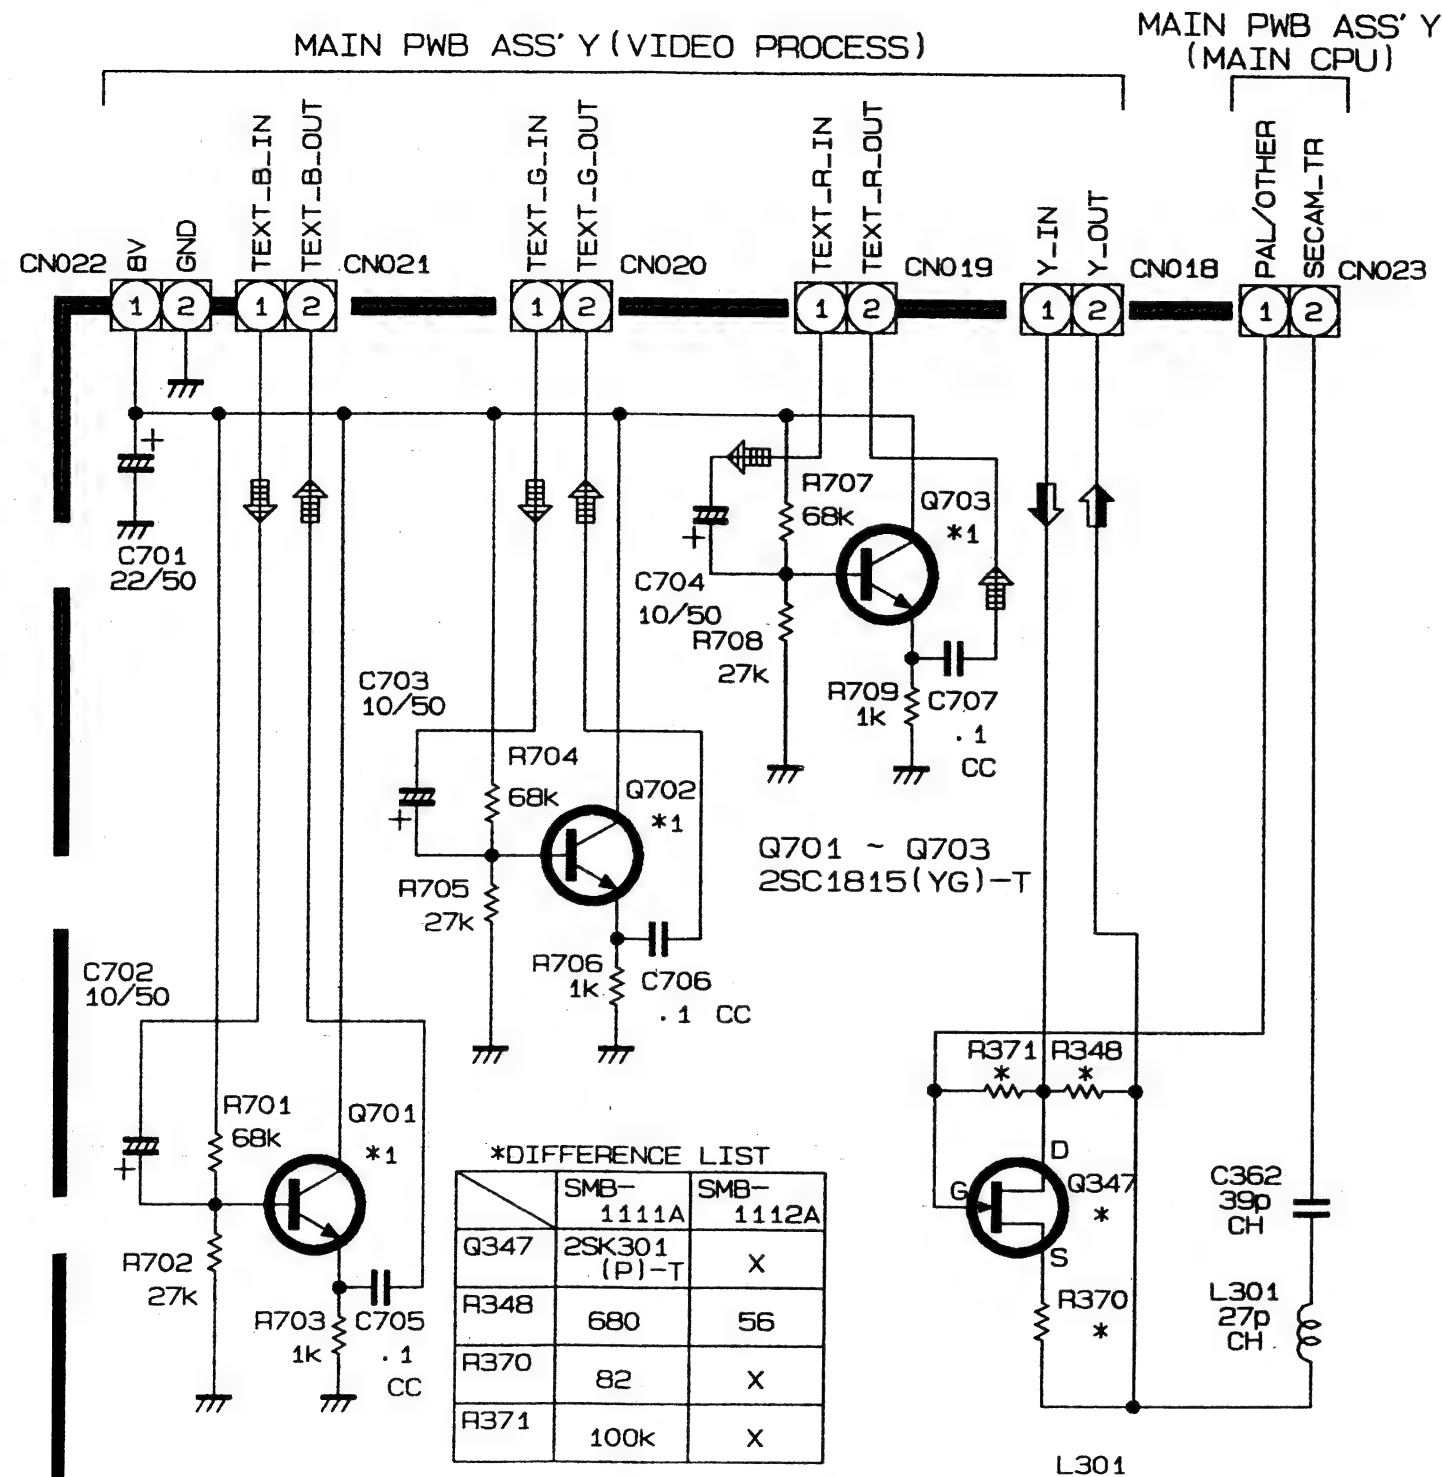 MAIN PWB ASS'Y(VIDEO PROCESS)
MAIN PWB ASS'Y
(MAIN CPU)
8V
GND
TEXT_B_IN
TEXT_B_OUT
TEXT_G_IN
TEXT_G_OUT
TEXT_R_IN
TEXT_R_OUT
Y_IN
Y_OUT
PAL/OTHER
SECAM_TR
CN022
CN021
CN020
CN019
CN018
CN023
1 2 1 2 1 2 1 2 1 2 1 2
+
C701
22/50
R707
68k
Q703
*1
+
C704
10/50
R708
27k
R709
1k
C707
.1
CC
C703
10/50
R704
68k
Q702
*1
+
R705
27k
R706
1k
C706
.1 CC
Q701 ~ Q703
2SC1815(YG)-T
C702
10/50
R701
68k
Q701
*1
+
R702
27k
R703
1k
C705
.1
CC
R371
*
R348
*
D
G
S
Q347
*
R370
*
C362
39p
CH
L301
27p
CH
*DIFFERENCE LIST
SMB-
1111A
SMB-
1112A
Q347 2SK301
(P)-T X
R348 680 56
R370 82 X
R371 100k X
L301